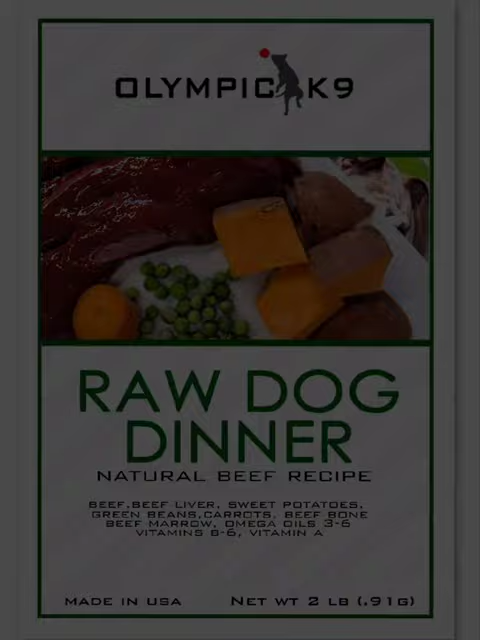 OLYMPIC K9
RAW DOG
DINNER
NATURAL BEEF RECIPE
BEEF,BEEF LIVER, SWEET POTATOES,
GREEN BEANS,CARROTS, BEEF BONE
BEEF MARROW, OMEGA OILS 3-6
VITAMINS B-6, VITAMIN A
MADE IN USA NET WT 2 LB (.91G)